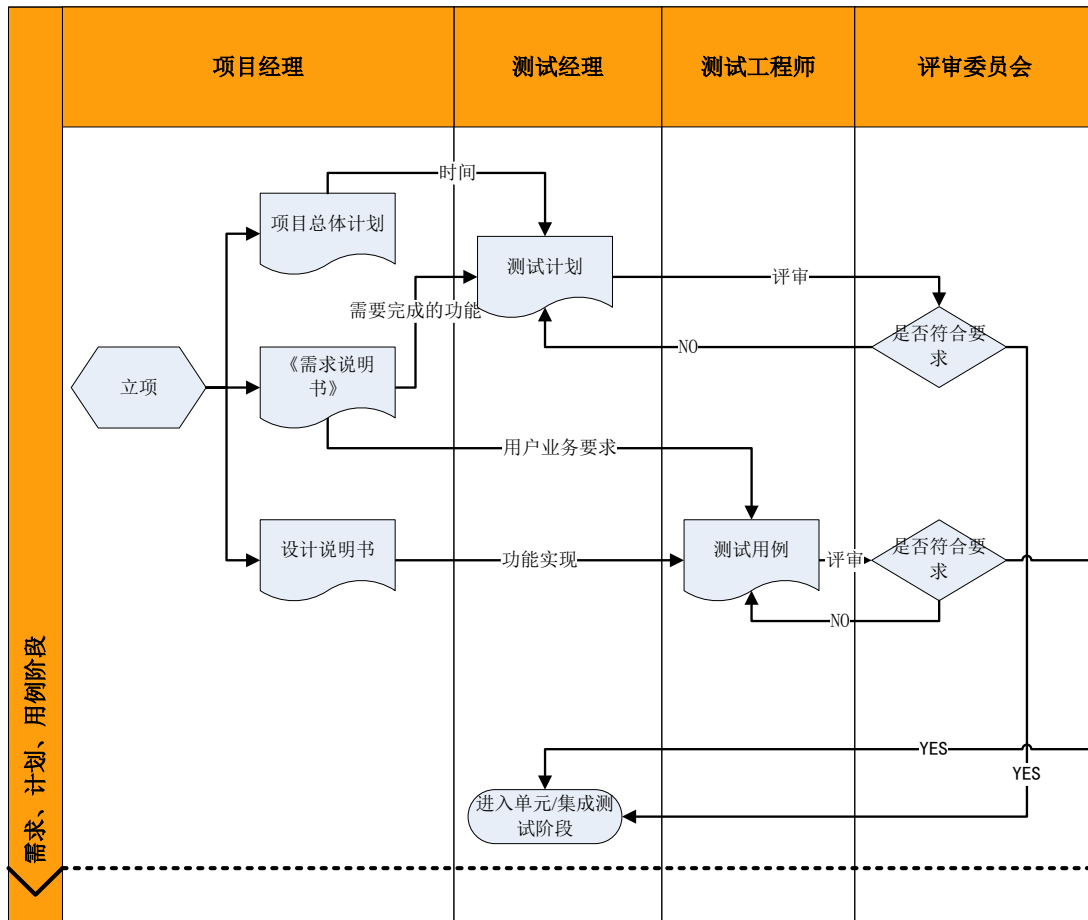 项目经理
测试经理
测试工程师
评审委员会
时间
项目总体计划
测试计划
评审
需要完成的功能
是否符合要
求
NO
立项
《需求说明
书》
用户业务要求
设计说明书
功能实现
测试用例
评审
是否符合要
求
NO
YES
YES
进入单元/集成测
试阶段
需求、计划、用例阶段